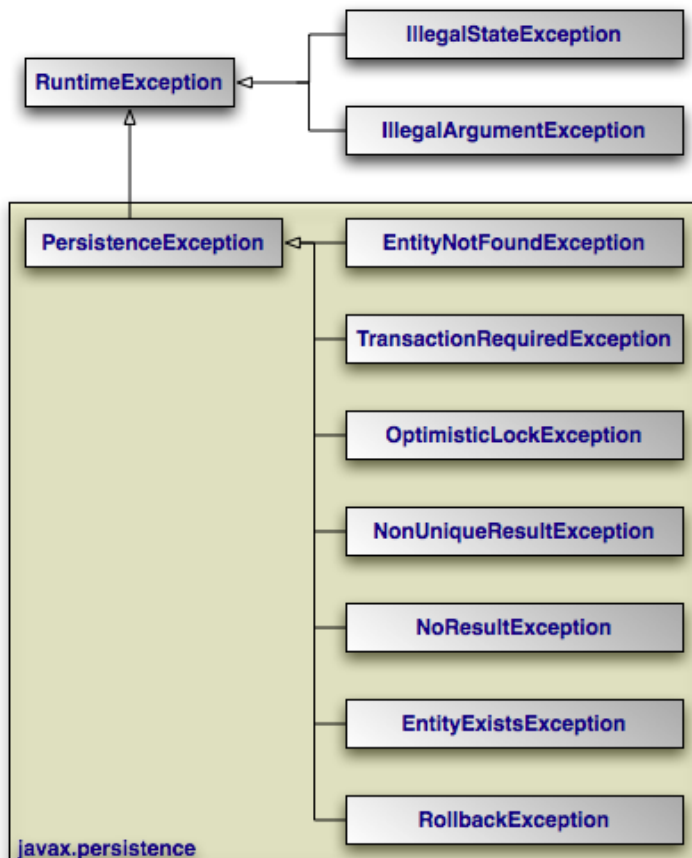 IllegalStateException
RuntimeException
IllegalArgumentException
PersistenceException
EntityNotFoundException
TransactionRequiredException
OptimisticLockException
NonUniqueResultException
NoResultException
EntityExistsException
RollbackException
javax.persistence